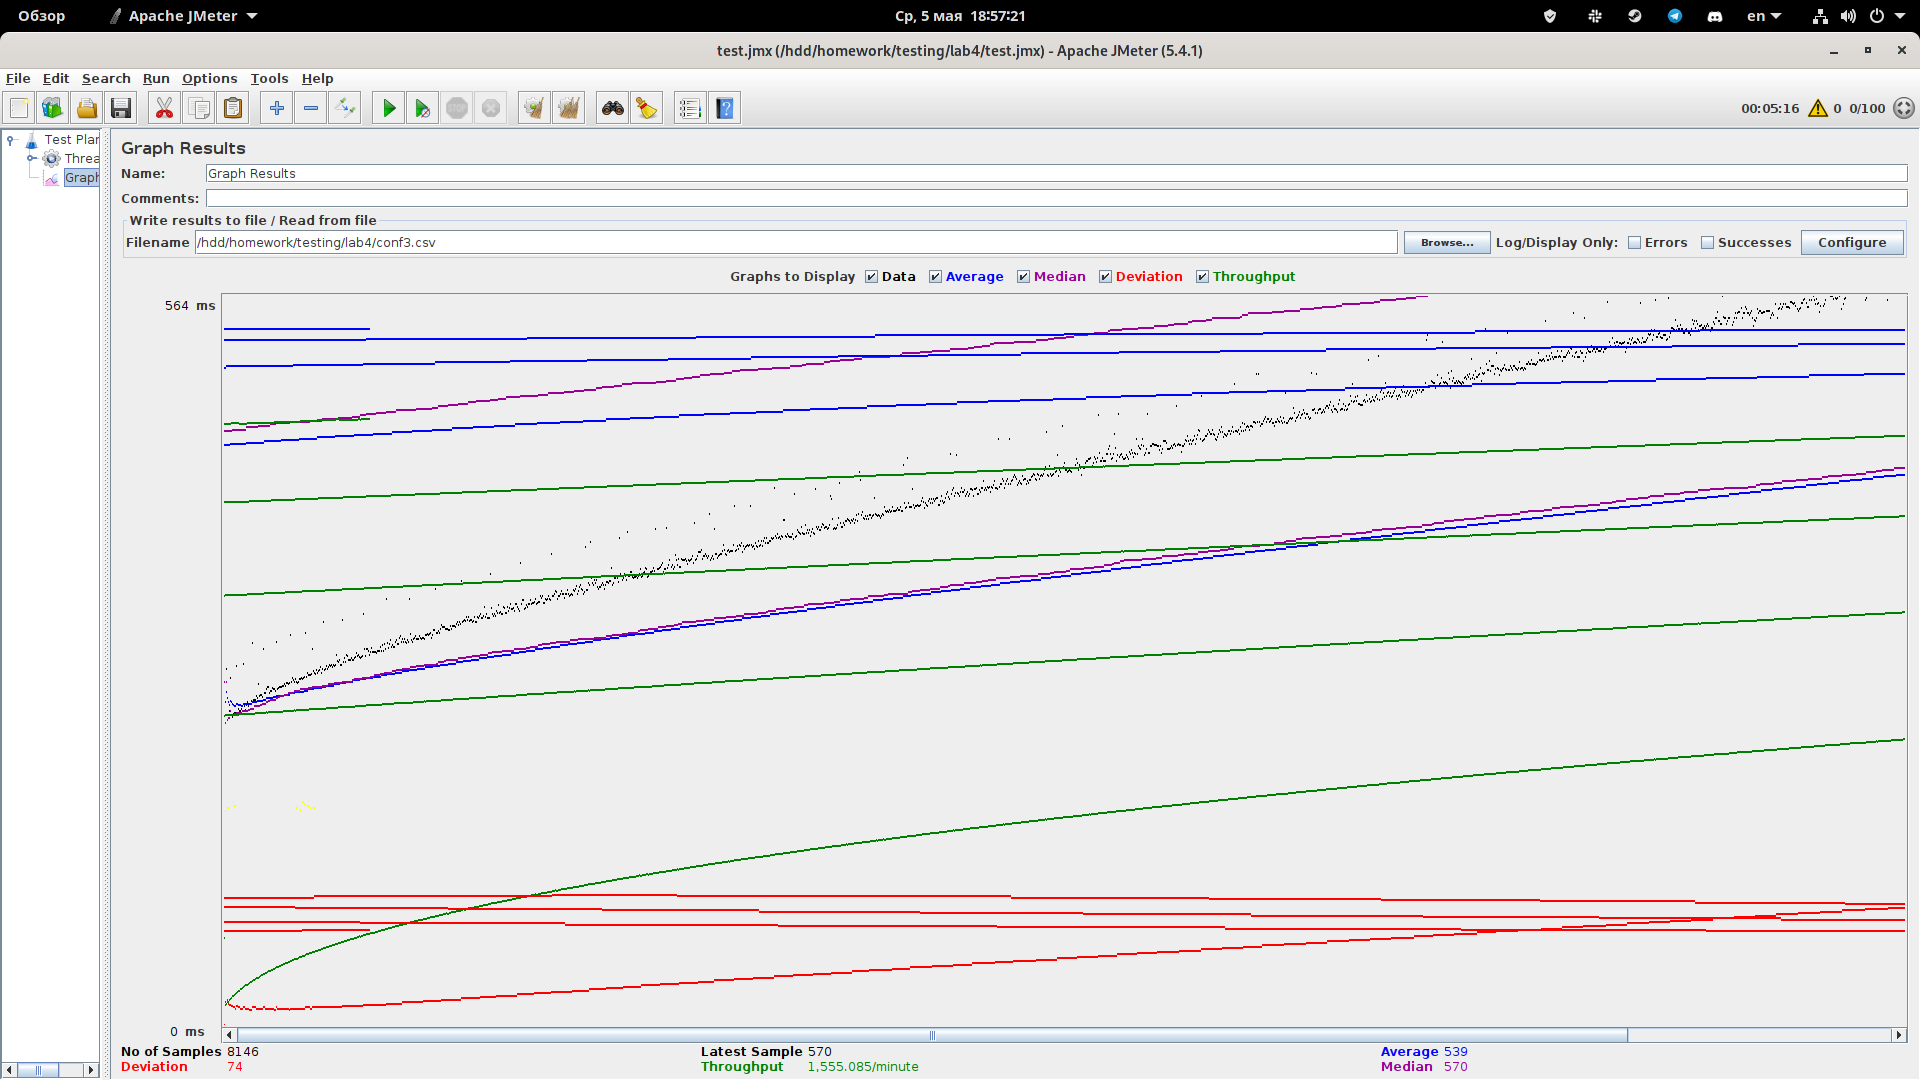 Обзор Apache JMeter Ср, 5 мая 18:57:21 en
test.jmx (/hdd/homework/testing/lab4/test.jmx) - Apache JMeter (5.4.1)
File Edit Search Run Options Tools Help
STOP 00:05:16 0 0/100
Test Plan
Threa
Graph
Graph Results
Name: Graph Results
Comments:
Write results to file / Read from file
Filename /hdd/homework/testing/lab4/conf3.csv Browse... Log/Display Only: Errors Successes Configure
Graphs to Display Data Average Median Deviation Throughput
564 ms
0 ms
No of Samples 8146 Latest Sample 570 Average 539
Deviation 74 Throughput 1,555.085/minute Median 570